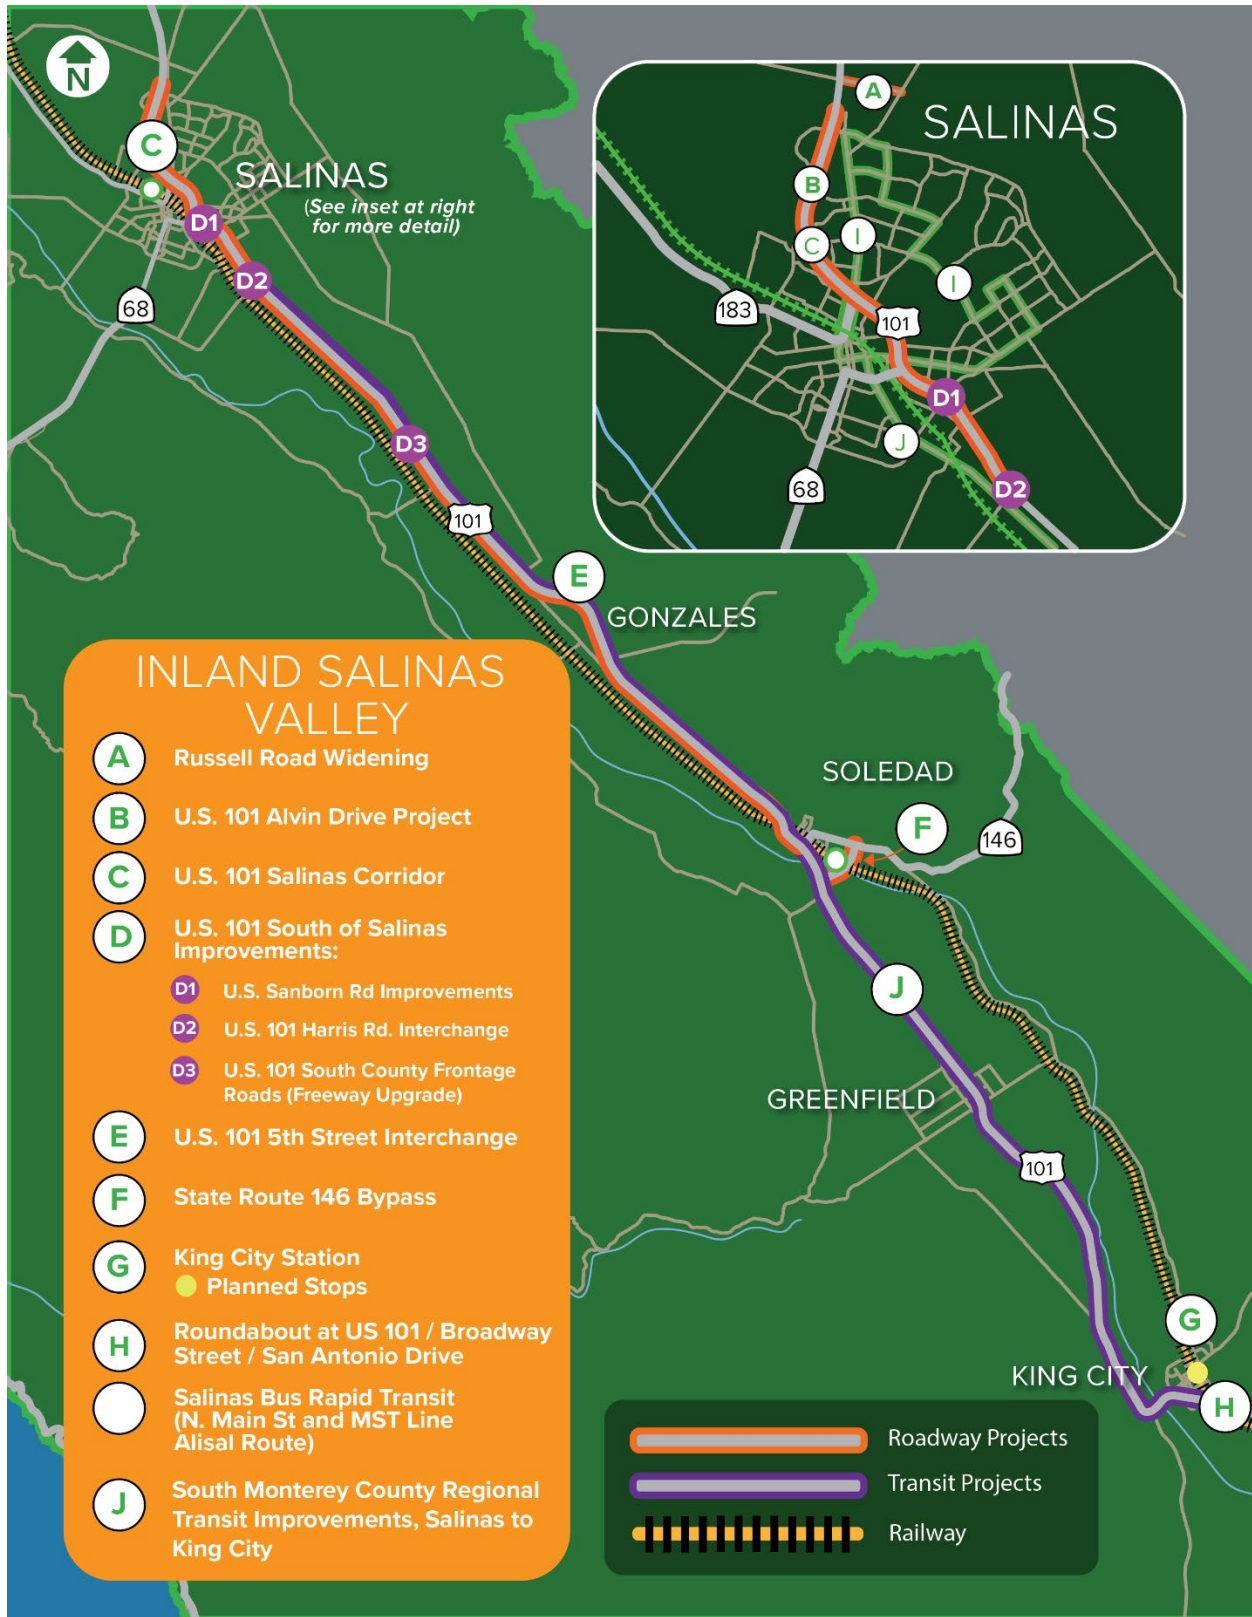 N
C
SALINAS
(See inset at right
for more detail)
D1
D2
68
D3
101
E
GONZALES
SALINAS
A
B
C
I
I
183
101
D1
J
68
D2
INLAND SALINAS
VALLEY
A Russell Road Widening
B U.S. 101 Alvin Drive Project
C U.S. 101 Salinas Corridor
D U.S. 101 South of Salinas
Improvements:
D1 U.S. Sanborn Rd Improvements
D2 U.S. 101 Harris Rd. Interchange
D3 U.S. 101 South County Frontage
Roads (Freeway Upgrade)
E U.S. 101 5th Street Interchange
F State Route 146 Bypass
G King City Station
Planned Stops
H Roundabout at US 101 / Broadway
Street / San Antonio Drive
Salinas Bus Rapid Transit
(N. Main St and MST Line
Alisal Route)
J South Monterey County Regional
Transit Improvements, Salinas to
King City
SOLEDAD
F
146
J
GREENFIELD
101
G
KING CITY
H
Roadway Projects
Transit Projects
Railway